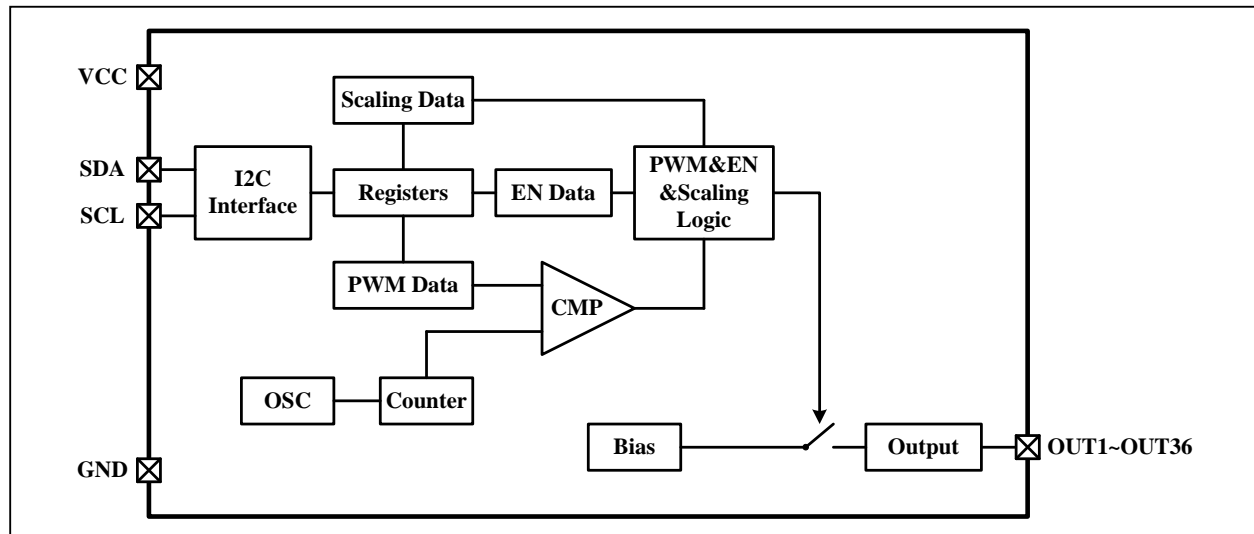 VCC
Scaling Data
SDA
I2C
Interface
SCL
Registers
EN Data
PWM&EN
&Scaling
Logic
PWM Data
CMP
OSC
Counter
GND
Bias
Output
OUT1~OUT36